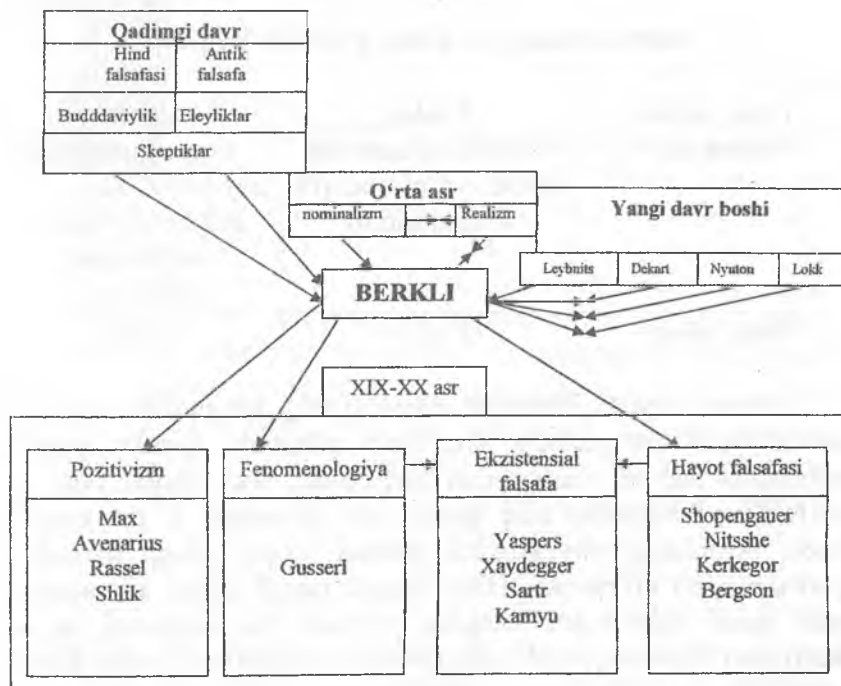 Qadimgi davr
Hind falsafasi
Antik falsafa
Budddaviylik
Eleyliklar
Skeptiklar
O‘rta asr
nominalizm
Realizm
Yangi davr boshi
Leybnits
Dekart
Nyuton
Lokk
BERKLI
XIX-XX asr
Pozitivizm
Max
Avenarius
Rassel
Shlik
Fenomenologiya
Gusserl
Ekzistensial
falsafa
Yaspers
Xaydegger
Sartr
Kamyu
Hayot falsafasi
Shopengauer
Nitsshe
Kerkegor
Bergson